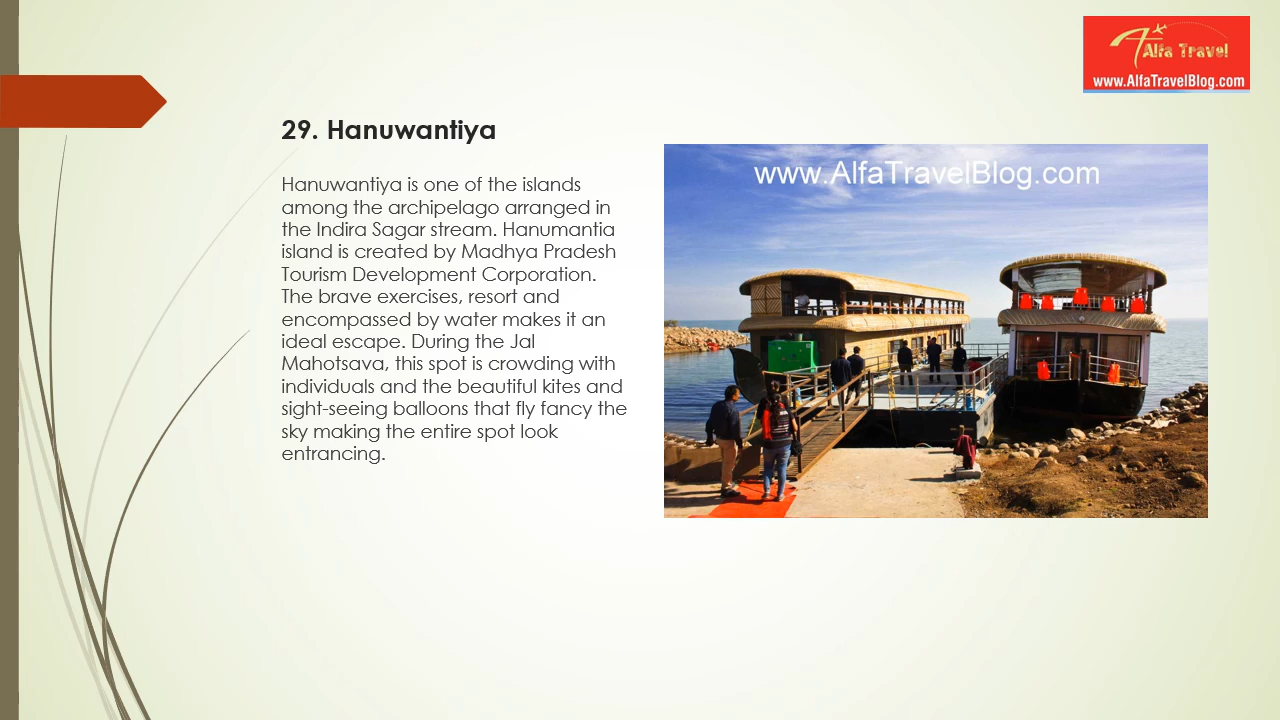 Alfa Travel
www.AlfaTravelBlog.com
29. Hanuwantiya
Hanuwantiya is one of the islands
among the archipelago arranged in
the Indira Sagar stream. Hanumantia
island is created by Madhya Pradesh
Tourism Development Corporation.
The brave exercises, resort and
encompassed by water makes it an
ideal escape. During the Jal
Mahotsava, this spot is crowding with
individuals and the beautiful kites and
sight-seeing balloons that fly fancy the
sky making the entire spot look
entrancing.
www.AlfaTravelBlog.com